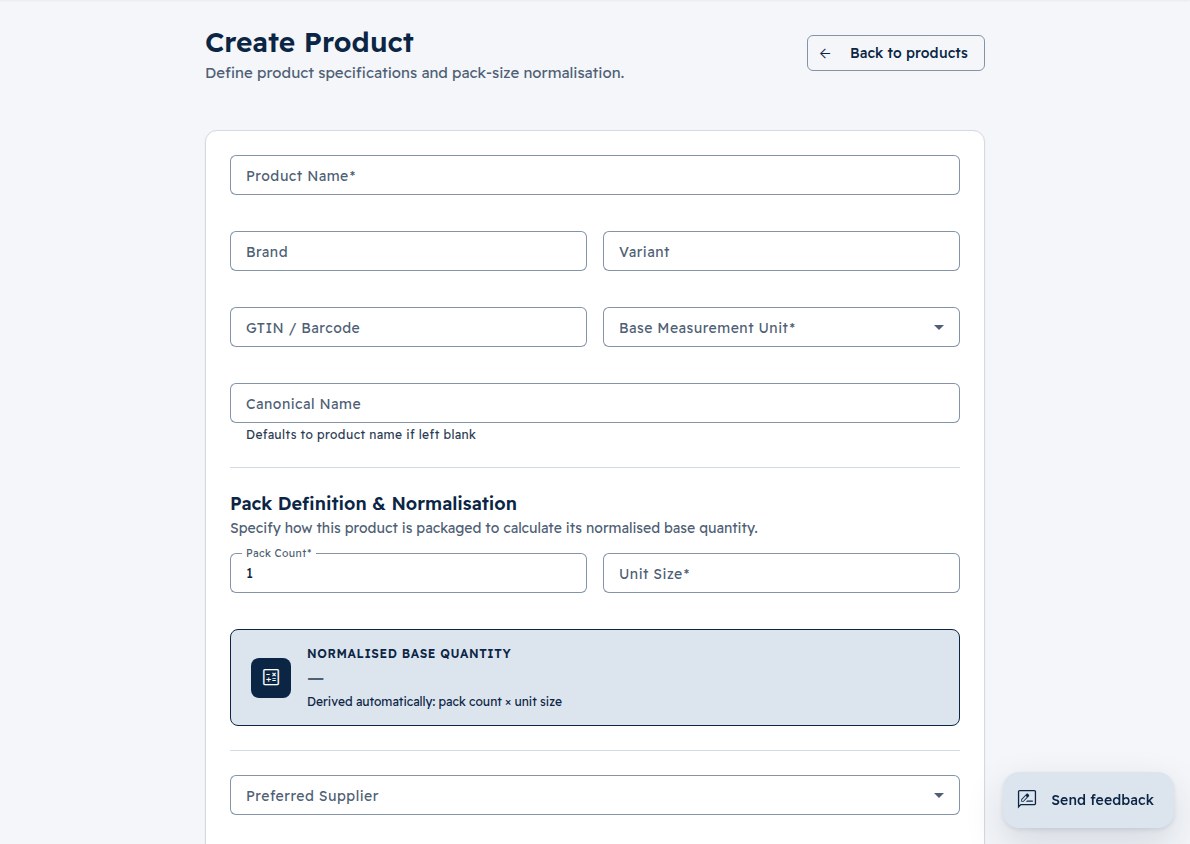 Create Product
Define product specifications and pack-size normalisation.
Back to products
Product Name*
Brand
Variant
GTIN / Barcode
Base Measurement Unit*
Canonical Name
Defaults to product name if left blank
Pack Definition & Normalisation
Specify how this product is packaged to calculate its normalised base quantity.
Pack Count*
1
Unit Size*
NORMALISED BASE QUANTITY
—
Derived automatically: pack count × unit size
Preferred Supplier
Send feedback